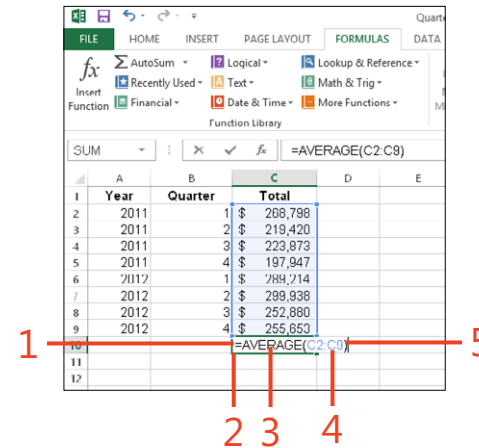 Quarte
FILE HOME INSERT PAGE LAYOUT FORMULAS DATA
fx Insert Function
Σ AutoSum
Recently Used
Financial
? Logical
A Text
Date & Time
Lookup & Reference
θ Math & Trig
More Functions
M
Function Library
SUM fx =AVERAGE(C2:C9)
A B C D E
1 Year Quarter Total
2 2011 1 $ 268,798
3 2011 2 $ 219,420
4 2011 3 $ 223,873
5 2011 4 $ 197,947
6 2012 1 $ 289,214
7 2012 2 $ 299,938
8 2012 3 $ 252,880
9 2012 4 $ 255,653
10 =AVERAGE(C2:C9)
11
12
1 5
2 3 4